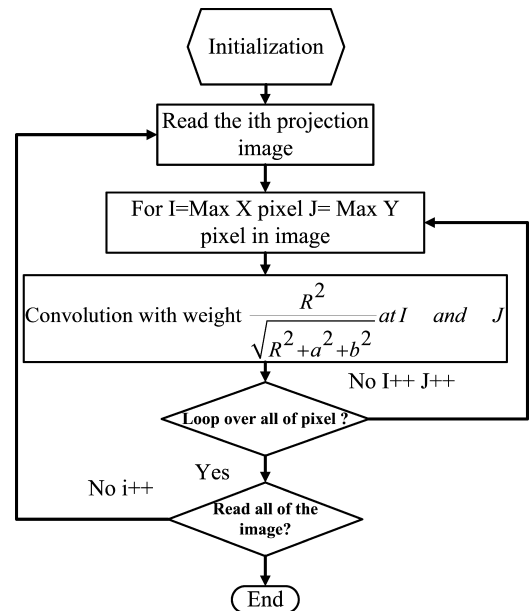 Initialization
Read the ith projection
image
For I=Max X pixel J= Max Y
pixel in image
Convolution with weight R^2 / √(R^2+a^2+b^2) at I and J
No I++ J++
Loop over all of pixel ?
Yes
No i++
Read all of the
image?
End